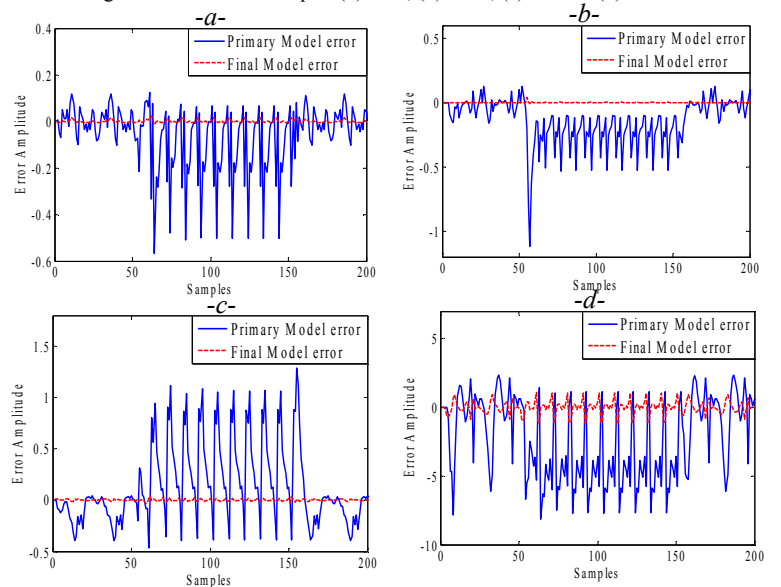 -a-
0.4
0.2
0
-0.2
-0.4
-0.6
Error Amplitude
Primary Model error
Final Model error
0 50 100 150 200
Samples
-b-
0.5
0
-0.5
-1
Error Amplitude
Primary Model error
Final Model error
0 50 100 150 200
Samples
-c-
1.5
1
0.5
0
-0.5
Error Amplitude
Primary Model error
Final Model error
0 50 100 150 200
Samples
-d-
5
0
-5
-10
Error Amplitude
Primary Model error
Final Model error
0 50 100 150 200
Samples